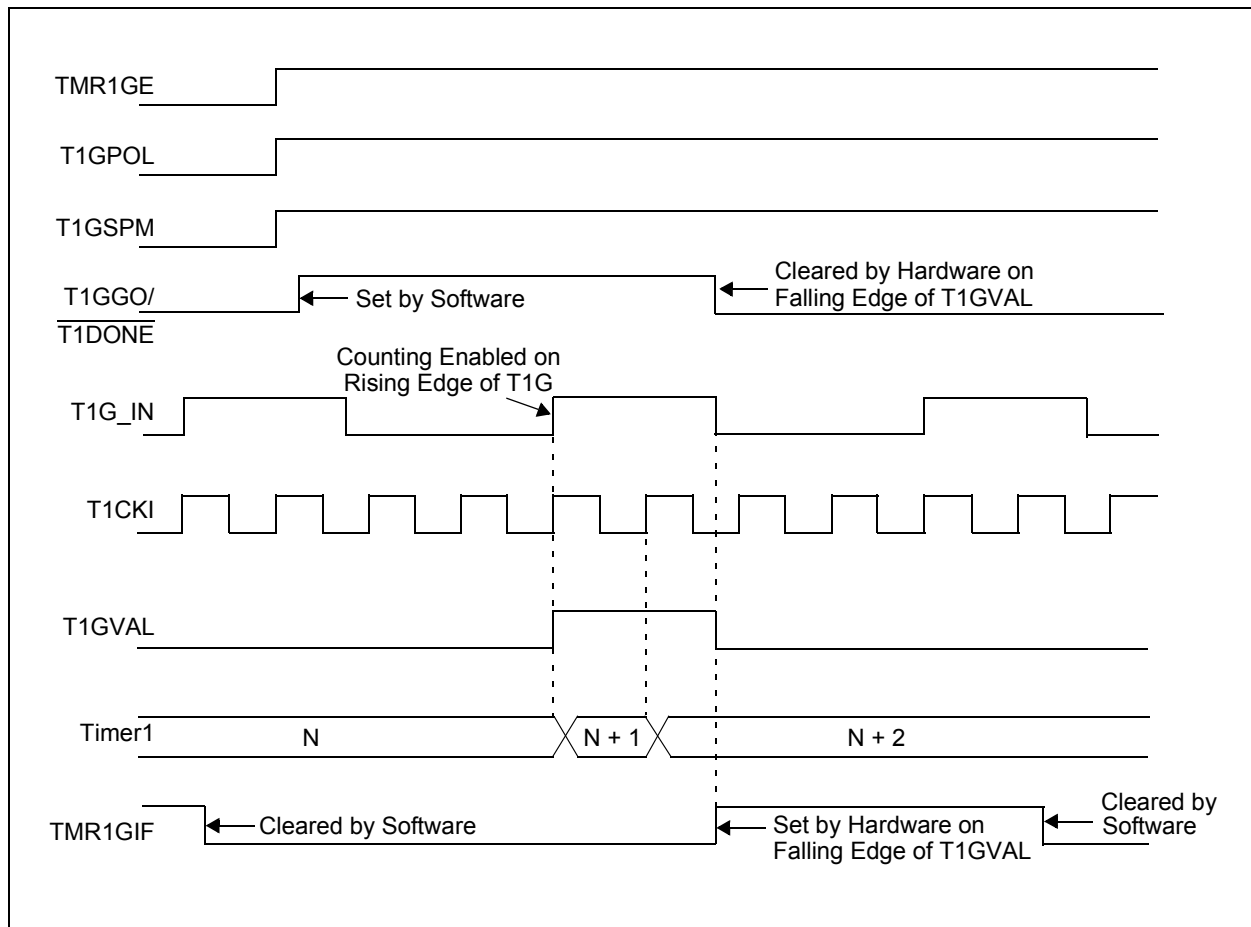 TMR1GE
T1GPOL
T1GSPM
T1GGO/
T1DONE
Set by Software
Cleared by Hardware on
Falling Edge of T1GVAL
Counting Enabled on
Rising Edge of T1G
T1G_IN
T1CKI
T1GVAL
Timer1
N
N + 1
N + 2
TMR1GIF
Cleared by Software
Set by Hardware on
Falling Edge of T1GVAL
Cleared by
Software